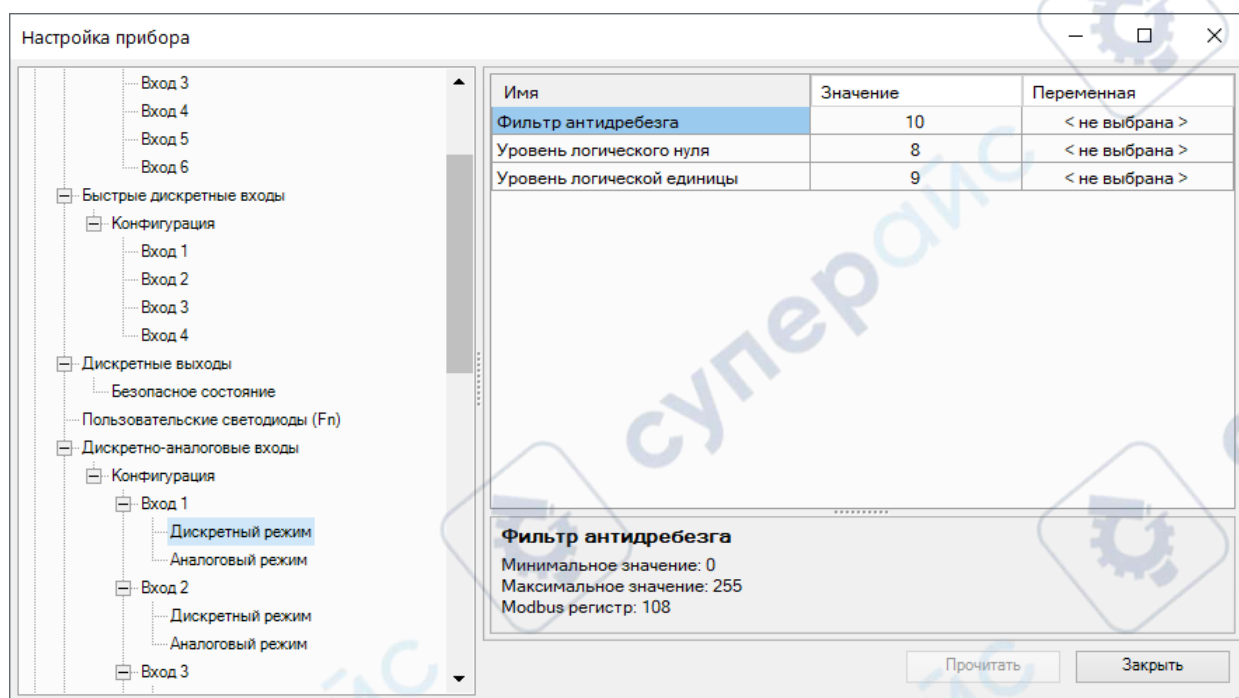 Настройка прибора
Вход 3
Вход 4
Вход 5
Вход 6
Быстрые дискретные входы
Конфигурация
Вход 1
Вход 2
Вход 3
Вход 4
Дискретные выходы
Безопасное состояние
Пользовательские светодиоды (Fn)
Дискретно-аналоговые входы
Конфигурация
Вход 1
Дискретный режим
Аналоговый режим
Вход 2
Дискретный режим
Аналоговый режим
Вход 3
Имя Значение Переменная
Фильтр антидребезга 10 < не выбрана >
Уровень логического нуля 8 < не выбрана >
Уровень логической единицы 9 < не выбрана >
Фильтр антидребезга
Минимальное значение: 0
Максимальное значение: 255
Modbus регистр: 108
Прочитать Закрыть
суперайс
айс